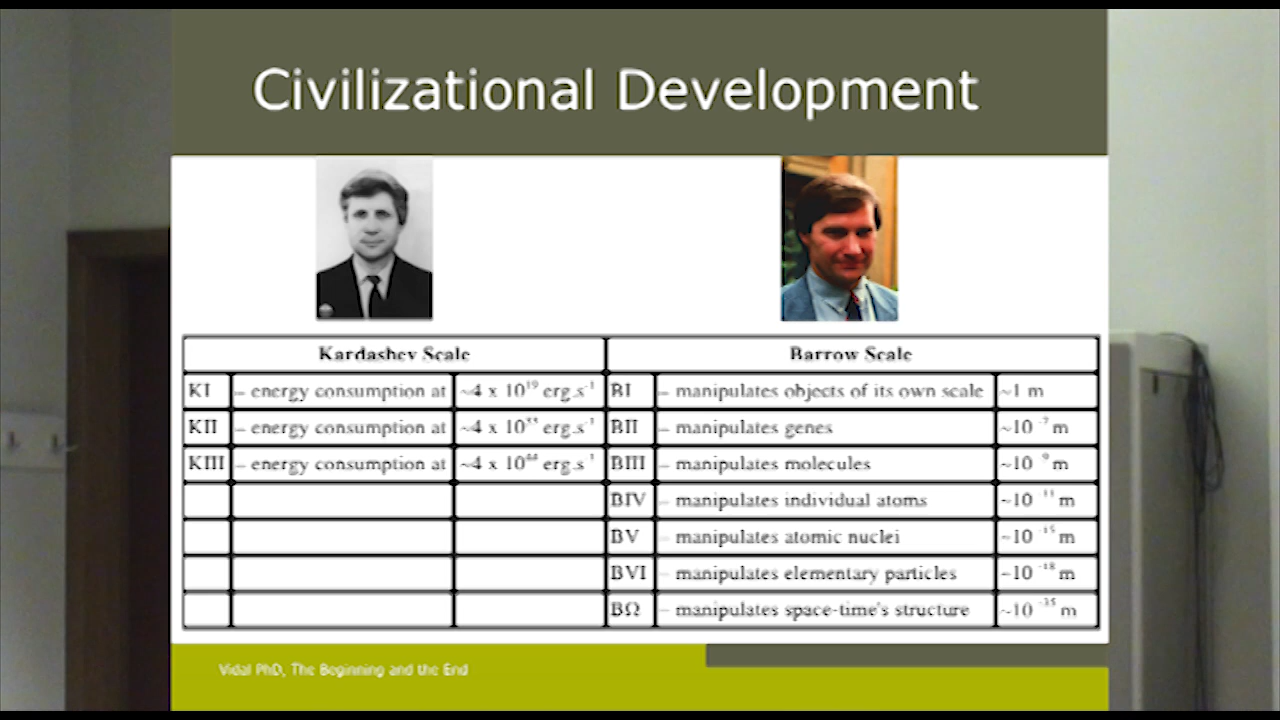 Civilizational Development
Kardashev Scale Barrow Scale
KI – energy consumption at ~4 x 10¹⁹ erg.s⁻¹ BI – manipulates objects of its own scale ~1 m
KII – energy consumption at ~4 x 10³³ erg.s⁻¹ BII – manipulates genes ~10⁻⁷ m
KIII – energy consumption at ~4 x 10⁴⁴ erg.s⁻¹ BIII – manipulates molecules ~10⁻⁹ m
BIV – manipulates individual atoms ~10⁻¹¹ m
BV – manipulates atomic nuclei ~10⁻¹⁵ m
BVI – manipulates elementary particles ~10⁻¹⁸ m
BΩ – manipulates space-time's structure ~10⁻³⁵ m
Vidal PhD, The Beginning and the End